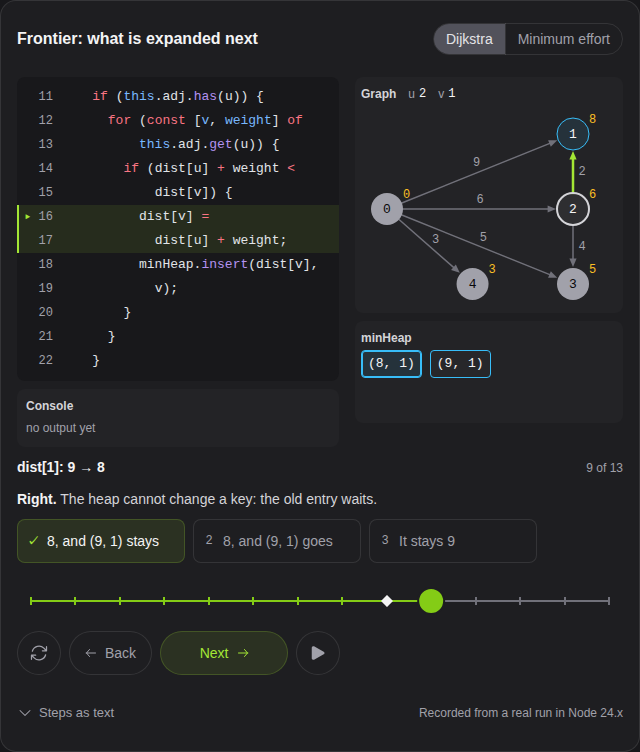 Frontier: what is expanded next
Dijkstra
Minimum effort
11 if (this.adj.has(u)) {
12 for (const [v, weight] of
13 this.adj.get(u)) {
14 if (dist[u] + weight <
15 dist[v]) {
▸ 16 dist[v] =
17 dist[u] + weight;
18 minHeap.insert(dist[v],
19 v);
20 }
21 }
22 }
Console
no output yet
Graph u 2 v 1
8
1
9
2
0
0
6
6
2
3
5
4
3
4
5
3
minHeap
(8, 1) (9, 1)
dist[1]: 9 → 8
9 of 13
Right. The heap cannot change a key: the old entry waits.
✓ 8, and (9, 1) stays
2 8, and (9, 1) goes
3 It stays 9
← Back
Next →
Steps as text
Recorded from a real run in Node 24.x